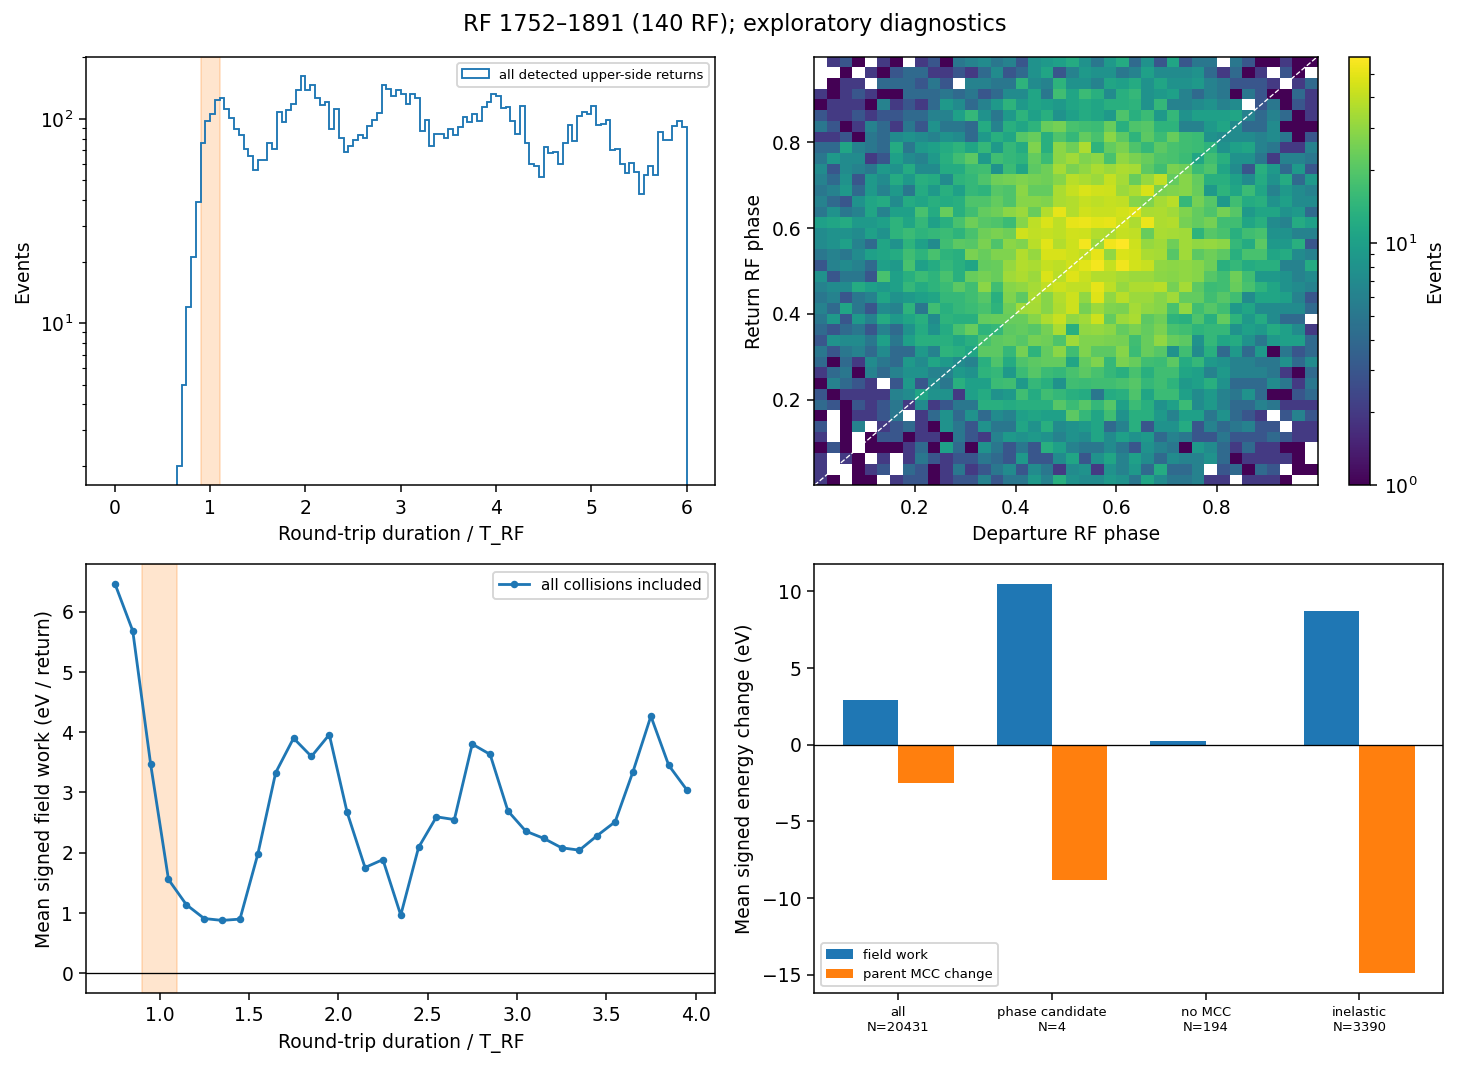 RF 1752–1891 (140 RF); exploratory diagnostics
all detected upper-side returns
Events
10²
10¹
0 1 2 3 4 5 6
Round-trip duration / T_RF
Return RF phase
0.8
0.6
0.4
0.2
0.2 0.4 0.6 0.8
Departure RF phase
10¹
10⁰
Events
all collisions included
Mean signed field work (eV / return)
6
5
4
3
2
1
0
1.0 1.5 2.0 2.5 3.0 3.5 4.0
Round-trip duration / T_RF
Mean signed energy change (eV)
10
5
0
−5
−10
−15
field work
parent MCC change
all
N=20431
phase candidate
N=4
no MCC
N=194
inelastic
N=3390